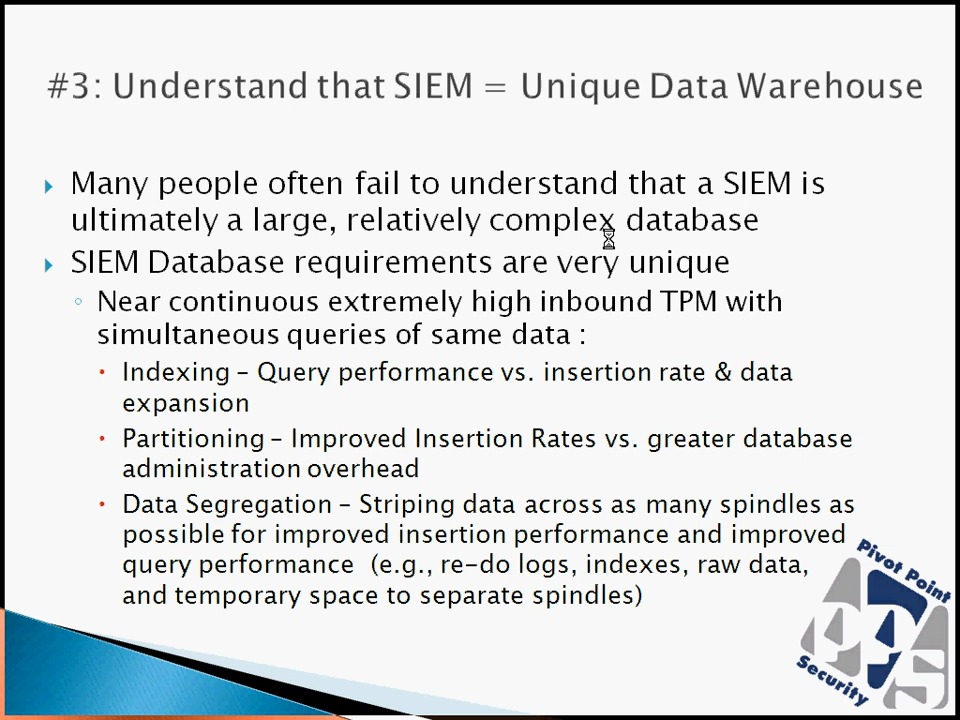 #3: Understand that SIEM = Unique Data Warehouse
Many people often fail to understand that a SIEM is
ultimately a large, relatively complex database
SIEM Database requirements are very unique
Near continuous extremely high inbound TPM with
simultaneous queries of same data :
Indexing – Query performance vs. insertion rate & data
expansion
Partitioning – Improved Insertion Rates vs. greater database
administration overhead
Data Segregation – Striping data across as many spindles as
possible for improved insertion performance and improved
query performance (e.g., re-do logs, indexes, raw data,
and temporary space to separate spindles)
Pivot Point
PPS
Security